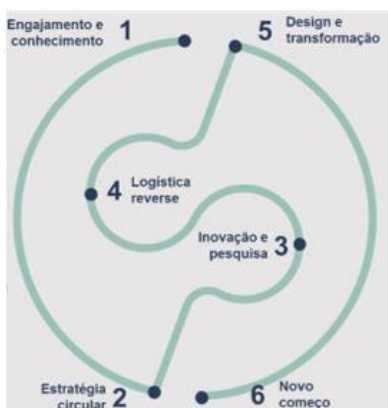 Engajamento e
conhecimento
1
5
Design e
transformação
4
Logística
reverse
Inovação e
pesquisa
3
Estratégia
circular
2
6
Novo
começo